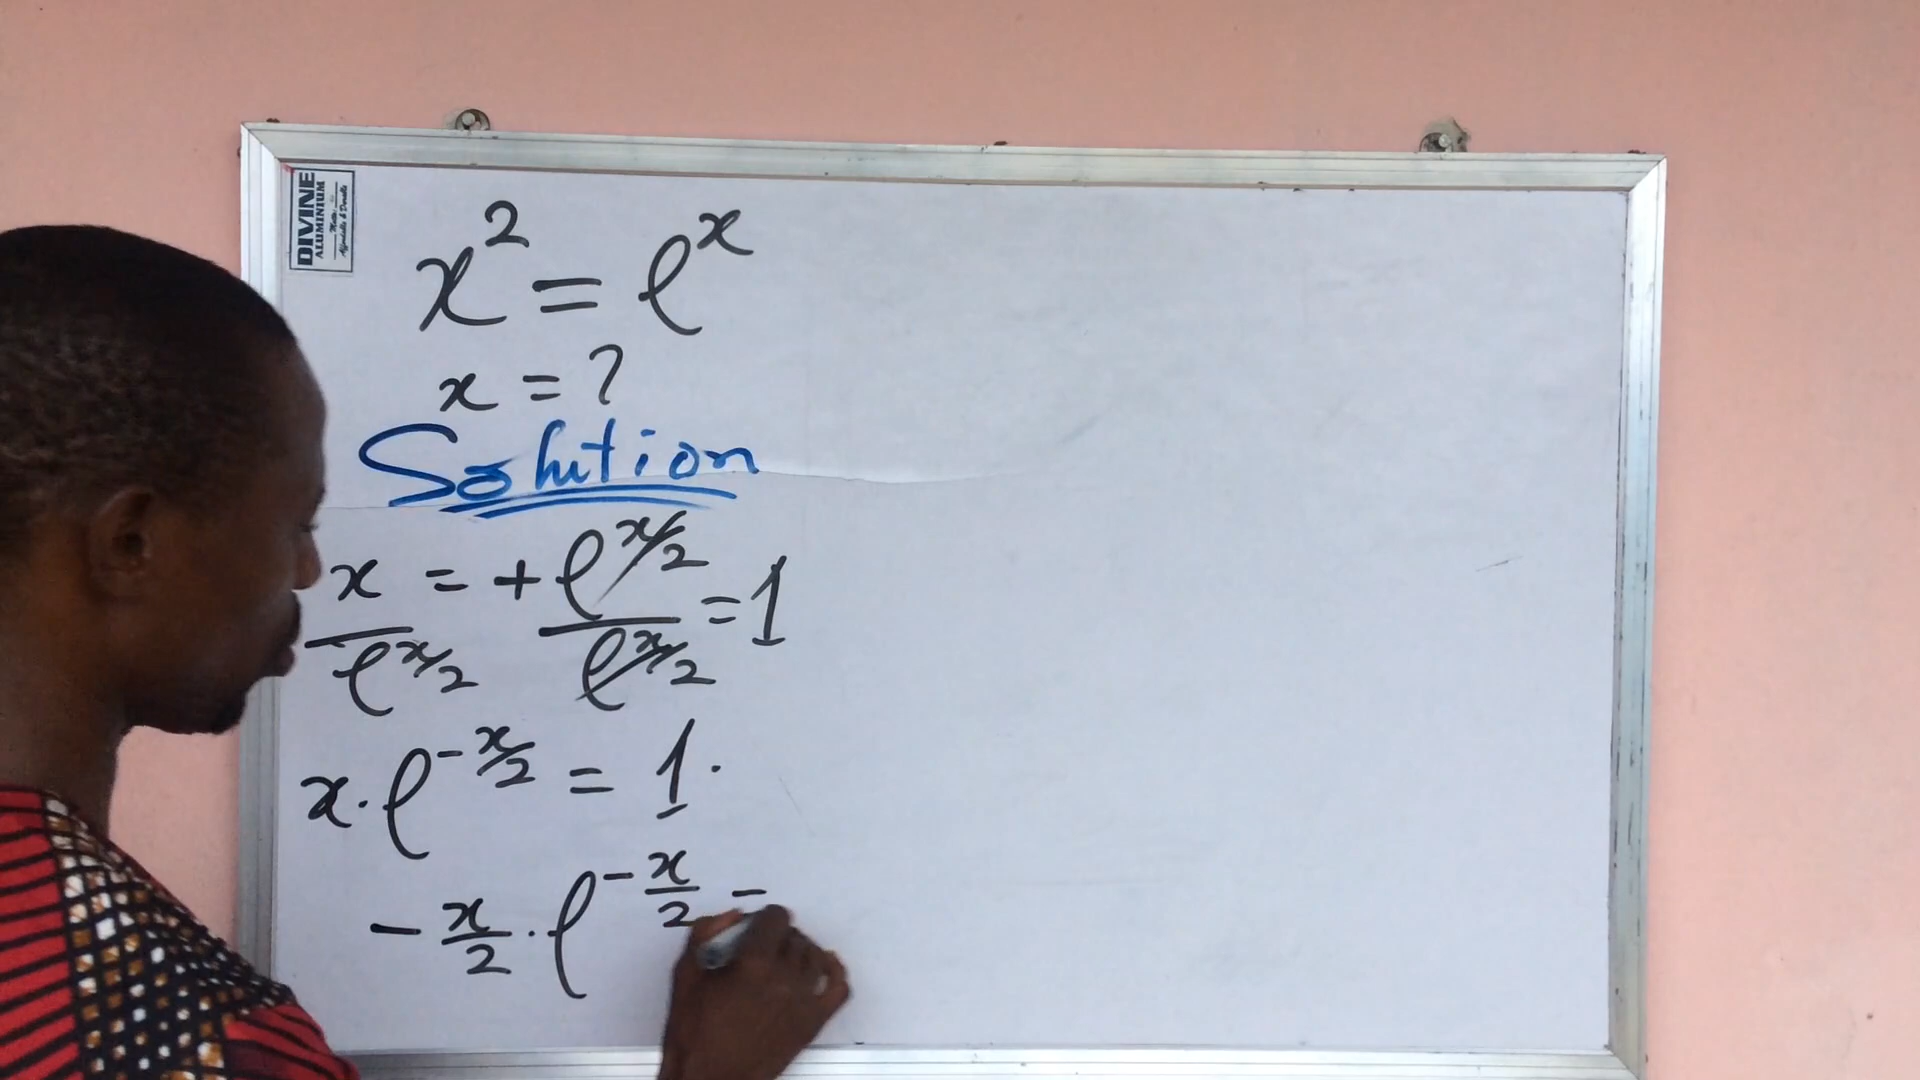 DIVINE
ALUMINIUM
x² = e^x
x = ?
Solution
x/e^(x/2) = + e^(x/2)/e^(x/2) = 1
x · e^(-x/2) = 1 ·
- x/2 · e^(-x/2) =